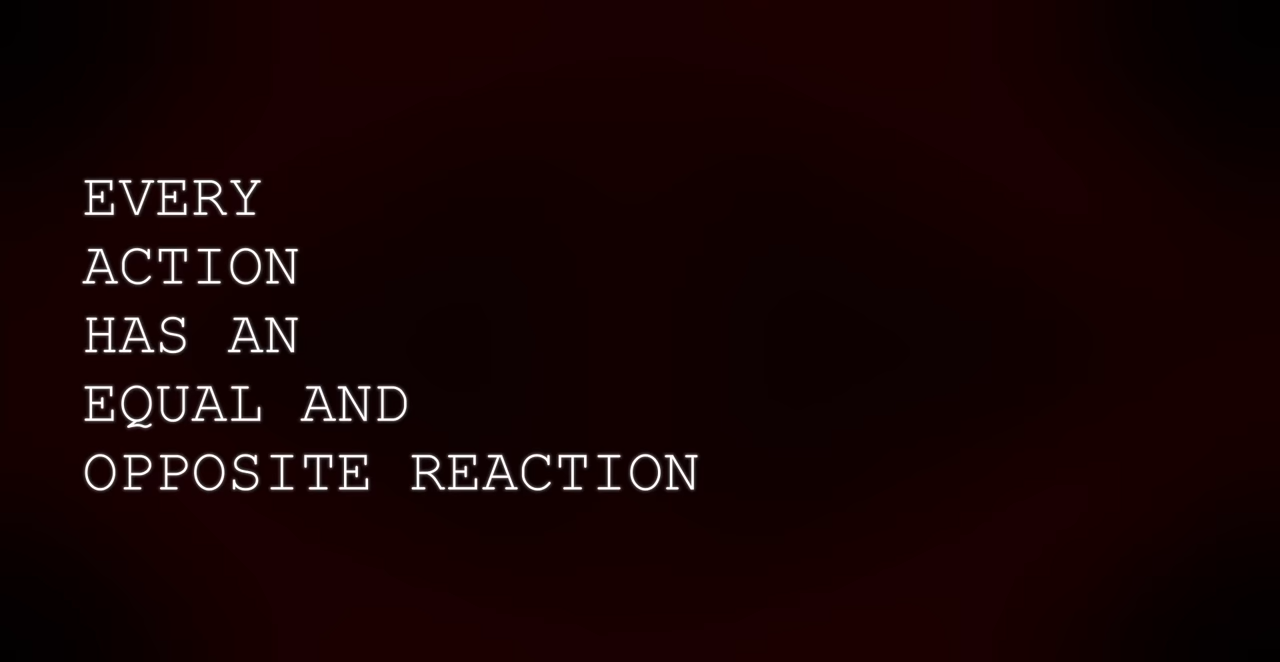 EVERY
ACTION
HAS AN
EQUAL AND
OPPOSITE REACTION